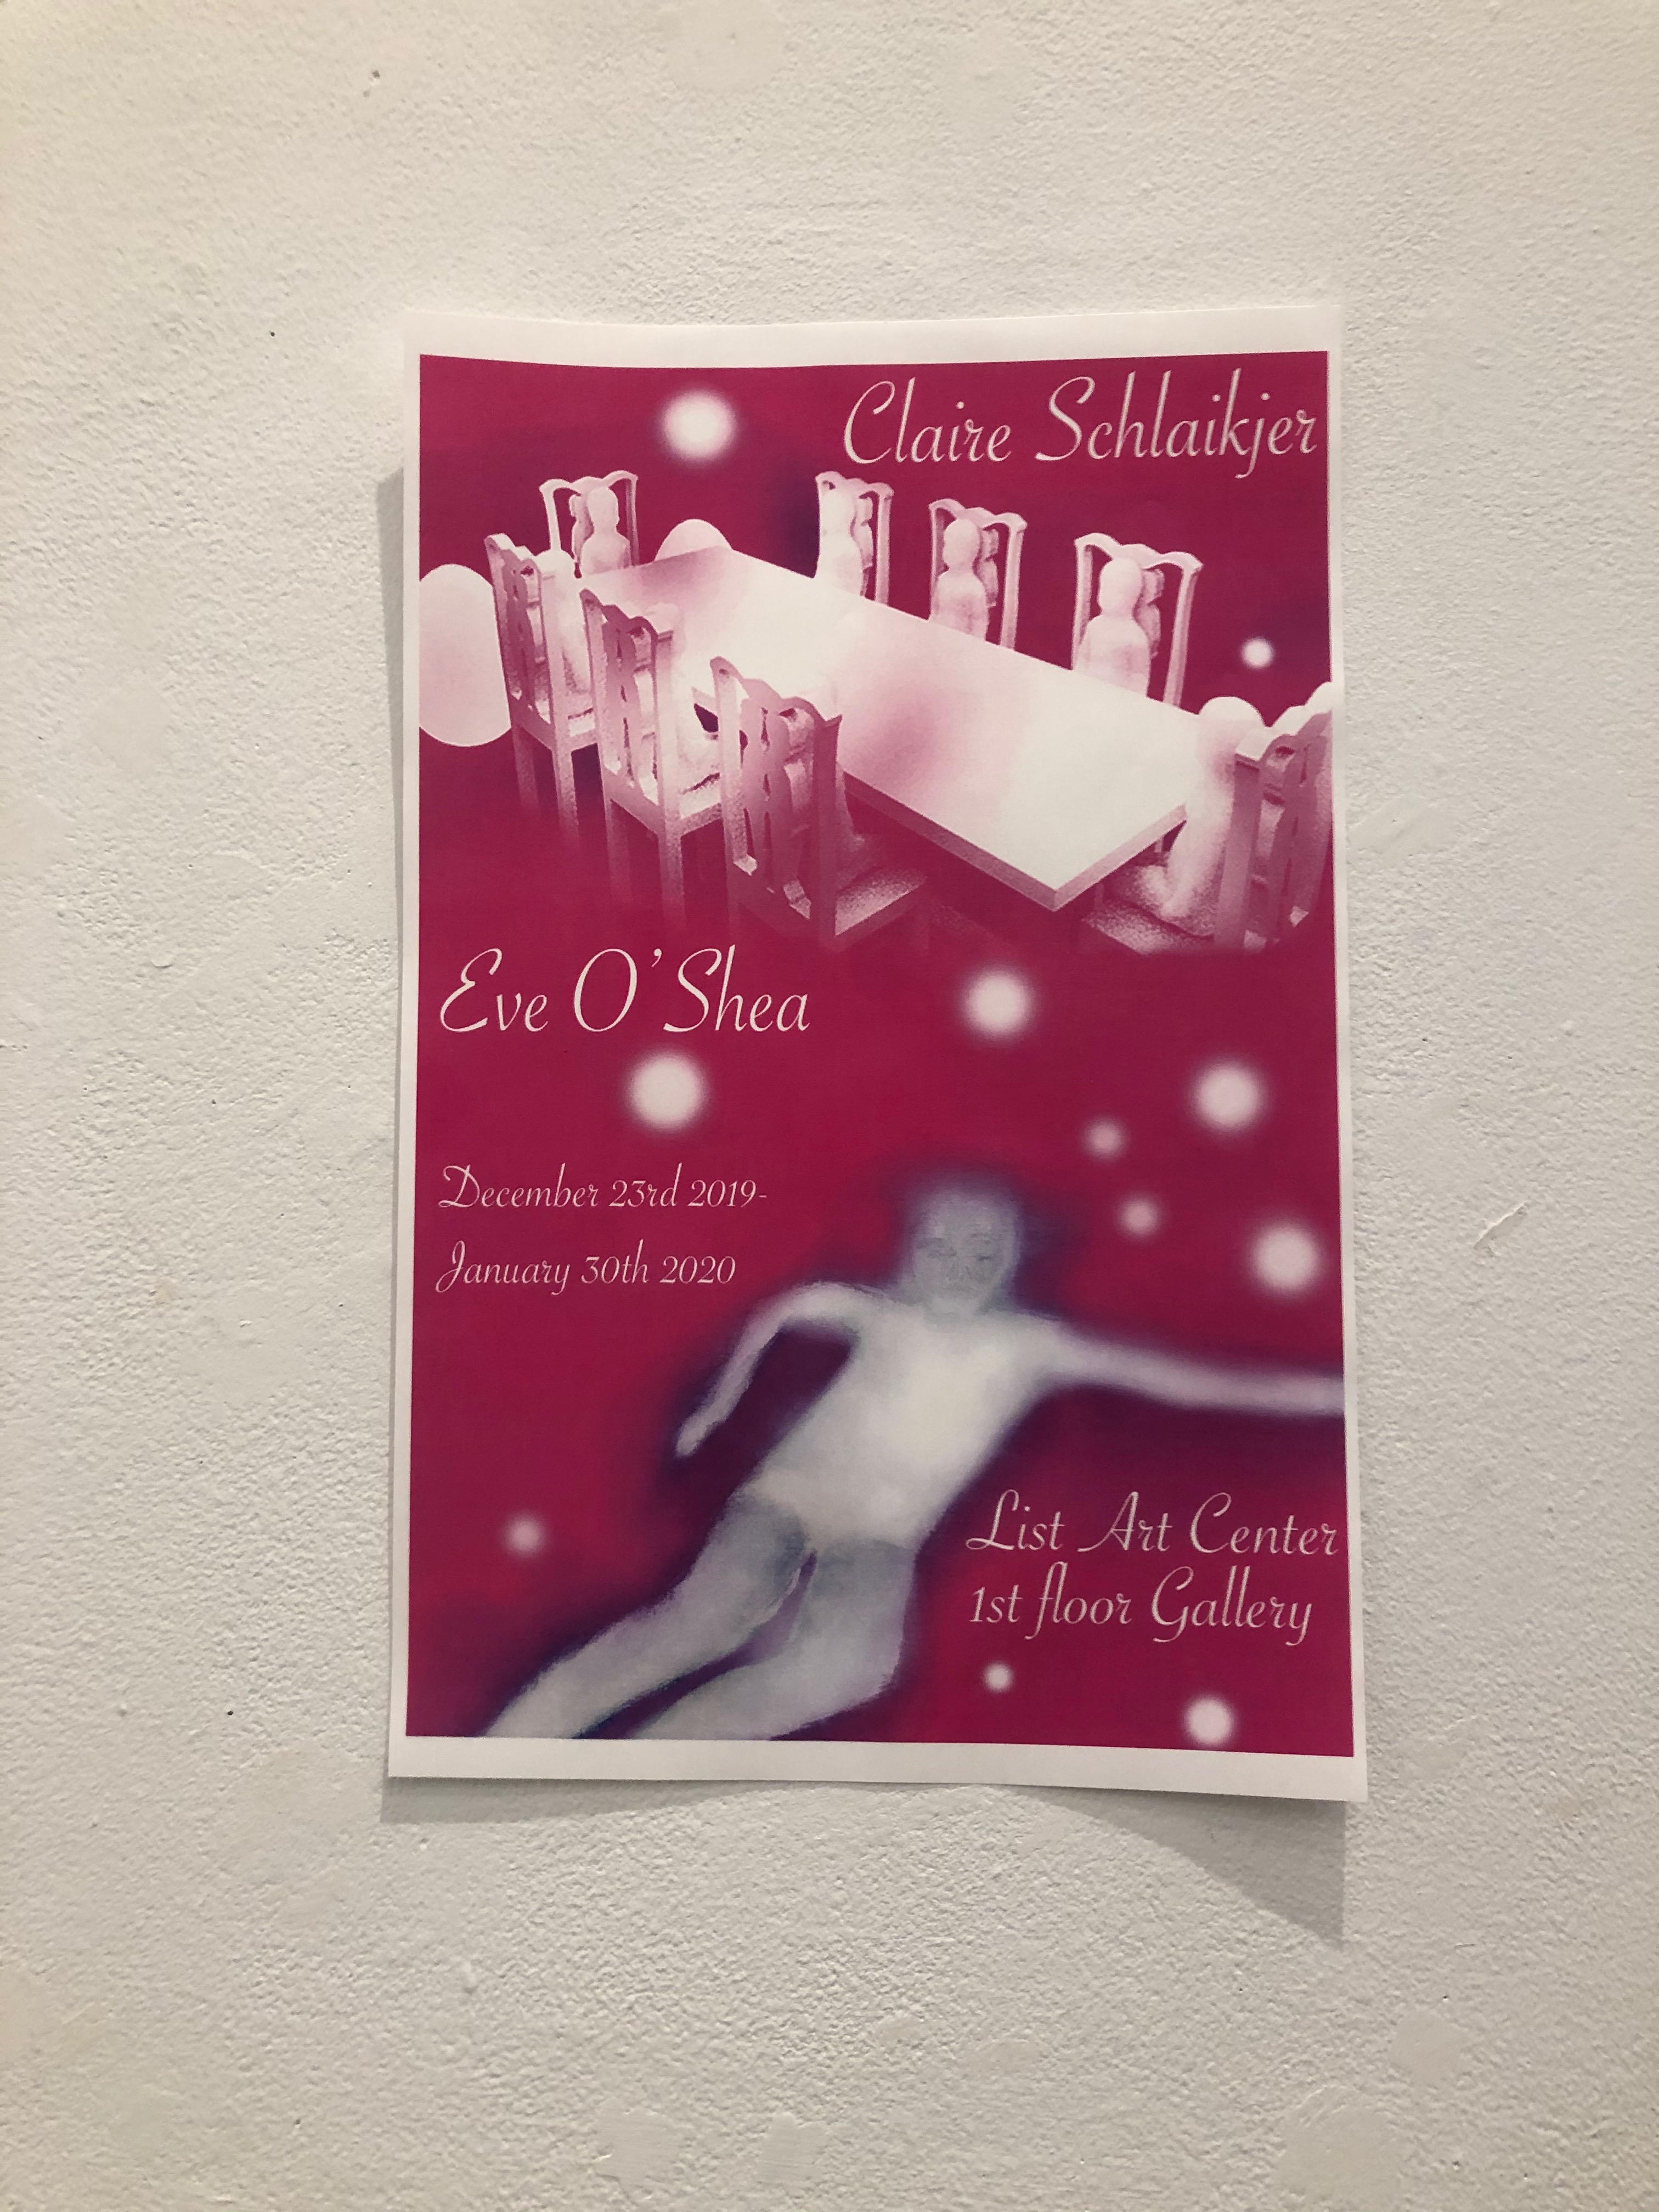 Claire Schlaikjer
Eve O'Shea
December 23rd 2019-
January 30th 2020
List Art Center
1st floor Gallery